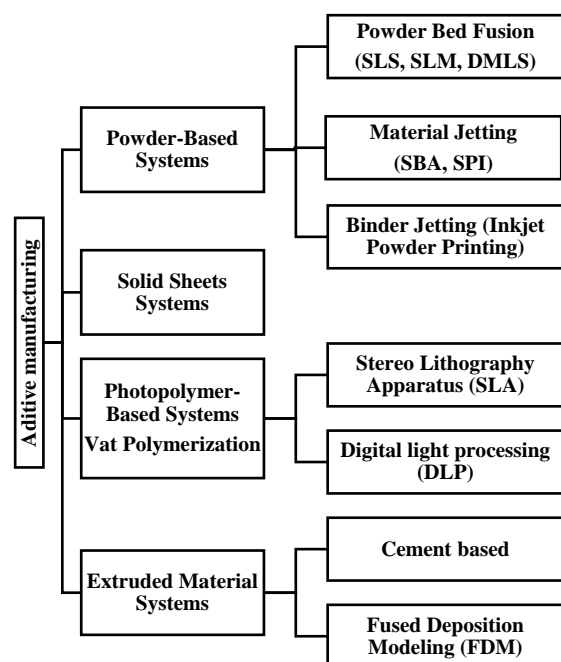 Aditive manufacturing
Powder-Based
Systems
Powder Bed Fusion
(SLS, SLM, DMLS)
Material Jetting
(SBA, SPI)
Binder Jetting (Inkjet
Powder Printing)
Solid Sheets
Systems
Photopolymer-
Based Systems
Vat Polymerization
Stereo Lithography
Apparatus (SLA)
Digital light processing
(DLP)
Extruded Material
Systems
Cement based
Fused Deposition
Modeling (FDM)